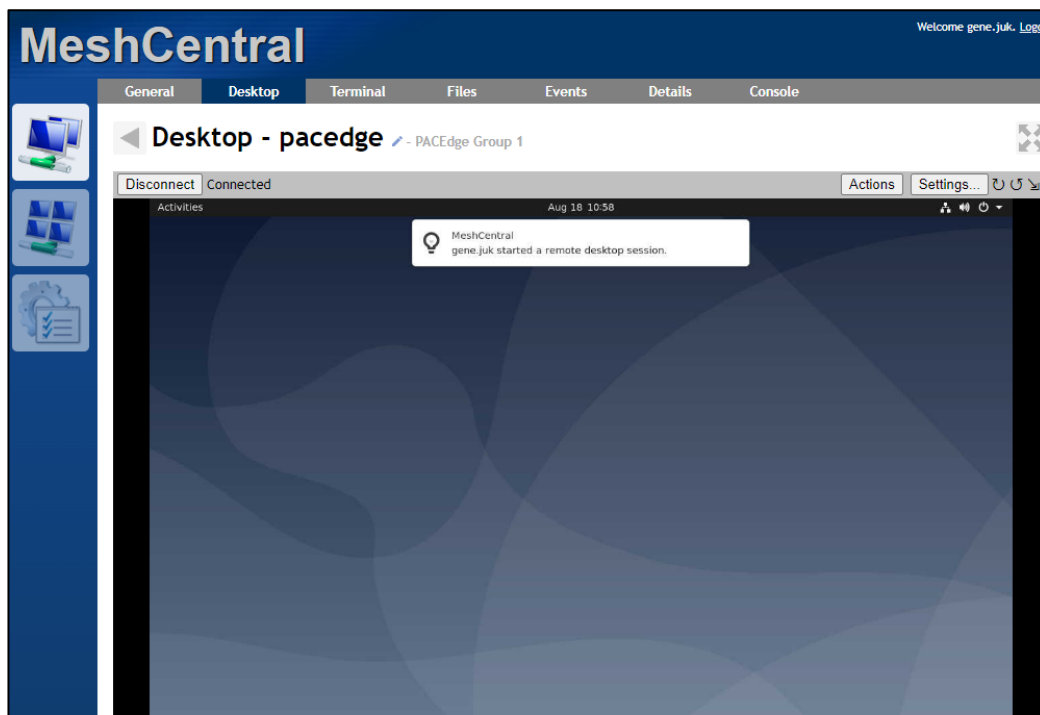 MeshCentral
Welcome gene.juk.
General Desktop Terminal Files Events Details Console
Desktop - pacedge - PACEdge Group 1
Disconnect Connected Actions Settings...
Activities Aug 18 10:58
MeshCentral
gene.juk started a remote desktop session.